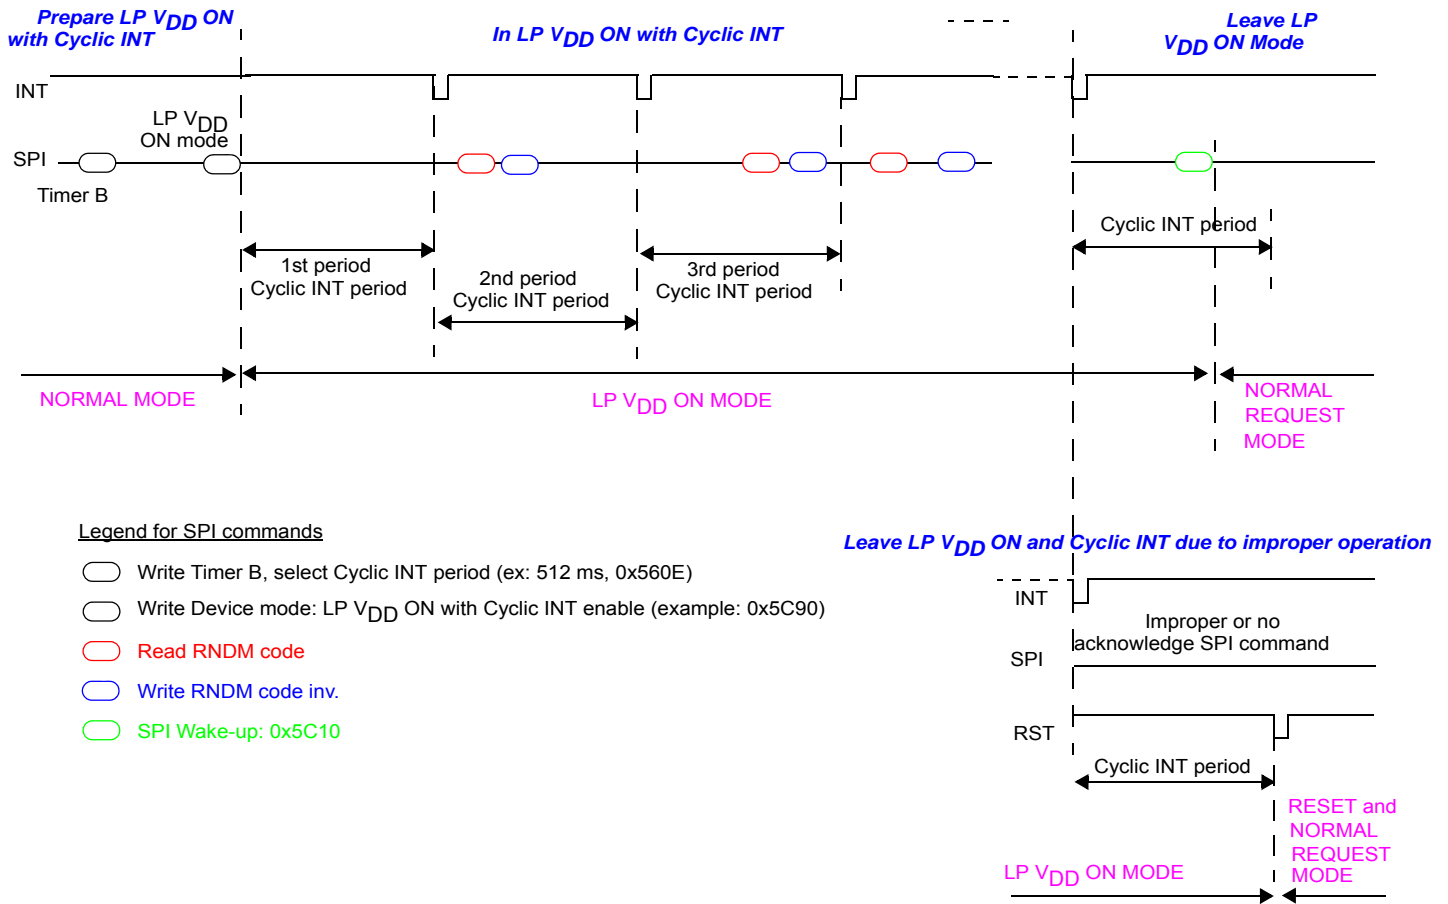 Prepare LP VDD ON
with Cyclic INT
In LP VDD ON with Cyclic INT
Leave LP
VDD ON Mode
INT
LP VDD
ON mode
SPI
Timer B
1st period
Cyclic INT period
2nd period
Cyclic INT period
3rd period
Cyclic INT period
Cyclic INT period
NORMAL MODE
LP VDD ON MODE
NORMAL
REQUEST
MODE
Legend for SPI commands
Write Timer B, select Cyclic INT period (ex: 512 ms, 0x560E)
Write Device mode: LP VDD ON with Cyclic INT enable (example: 0x5C90)
Read RNDM code
Write RNDM code inv.
SPI Wake-up: 0x5C10
Leave LP VDD ON and Cyclic INT due to improper operation
INT
Improper or no
acknowledge SPI command
SPI
RST
Cyclic INT period
RESET and
NORMAL
REQUEST
MODE
LP VDD ON MODE